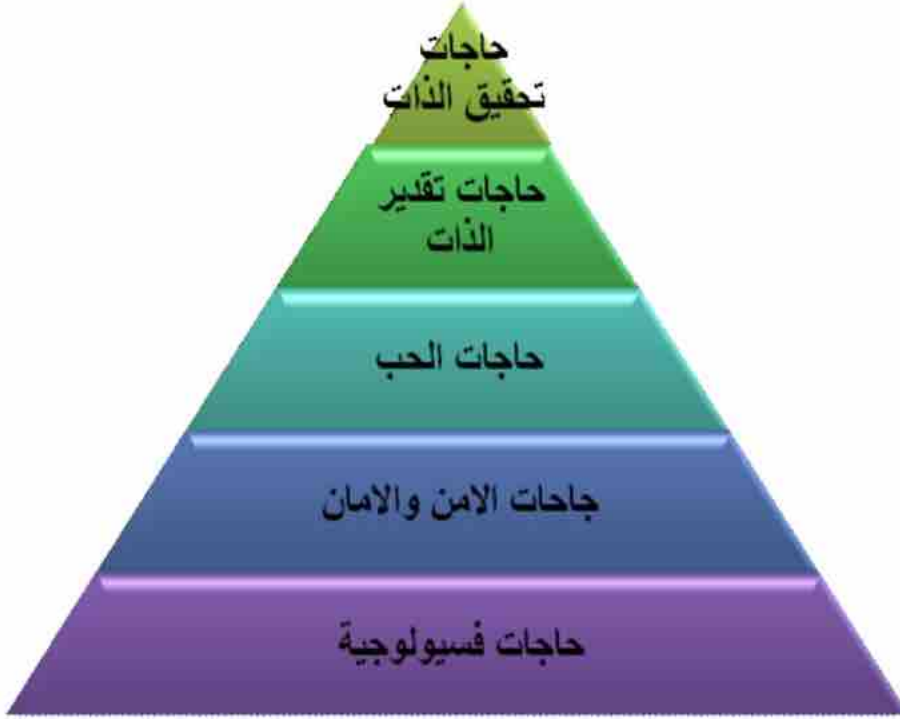 حاجات
تحقيق الذات
حاجات تقدير
الذات
حاجات الحب
جاحات الامن والامان
حاجات فسيولوجية